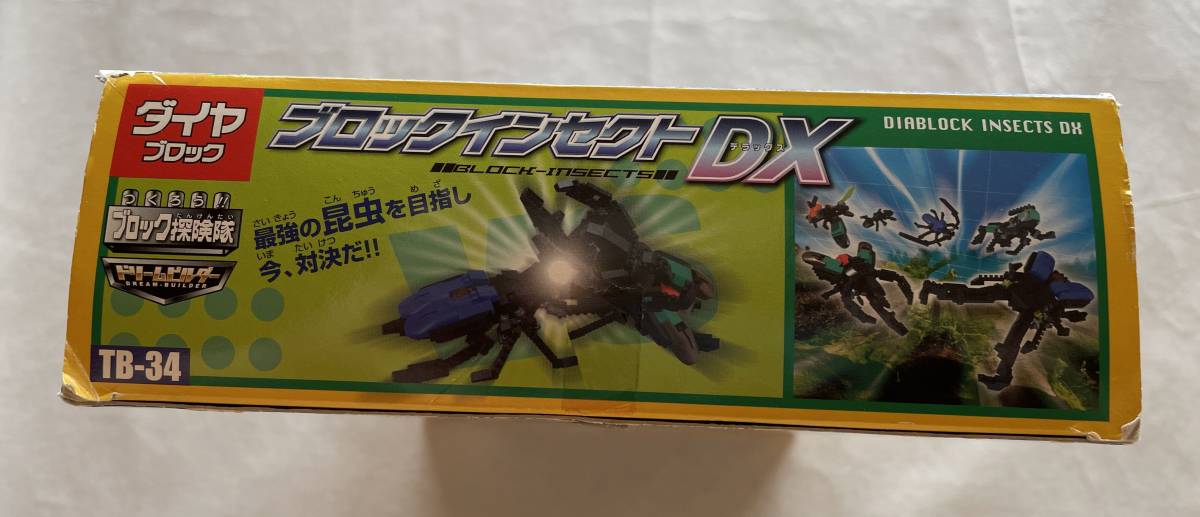 ダイヤ
ブロック
つくろう!!
たんけんたい
ブロック探険隊
ドリームビルダー
DREAM-BUILDER
TB-34
ブロックインセクトDX
デラックス
BLOCK-INSECTS
さいきょう こんちゅう めざ
最強の昆虫を目指し
いま たいけつ
今、対決だ!!
DIABLOCK INSECTS DX